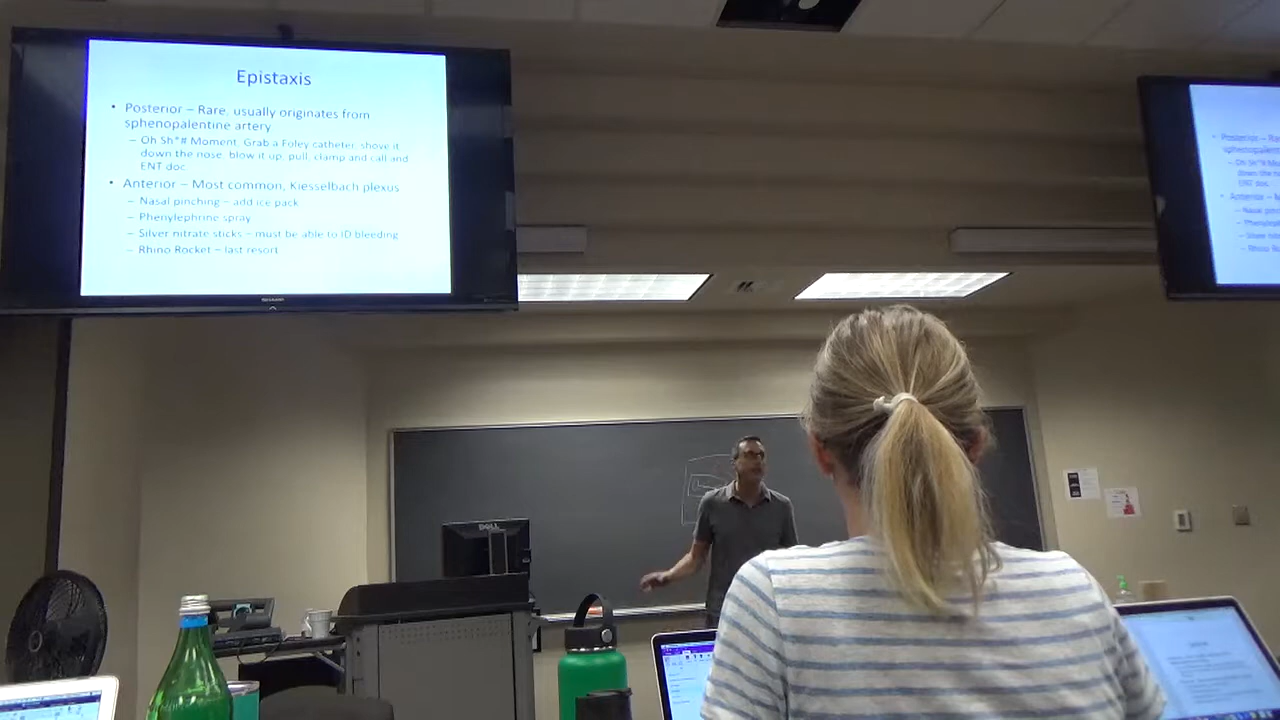 Epistaxis
• Posterior – Rare, usually originates from
sphenopalentine artery
– Oh Sh*# Moment. Grab a Foley catheter, shove it
down the nose, blow it up, pull, clamp and call and
ENT doc.
• Anterior – Most common, Kiesselbach plexus
– Nasal pinching – add ice pack
– Phenylephrine spray
– Silver nitrate sticks – must be able to ID bleeding
– Rhino Rocket – last resort
DELL